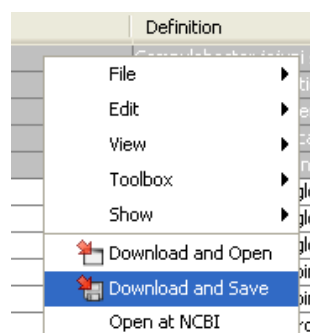 Definition
File
Edit
View
Toolbox
Show
Download and Open
Download and Save
Open at NCBI